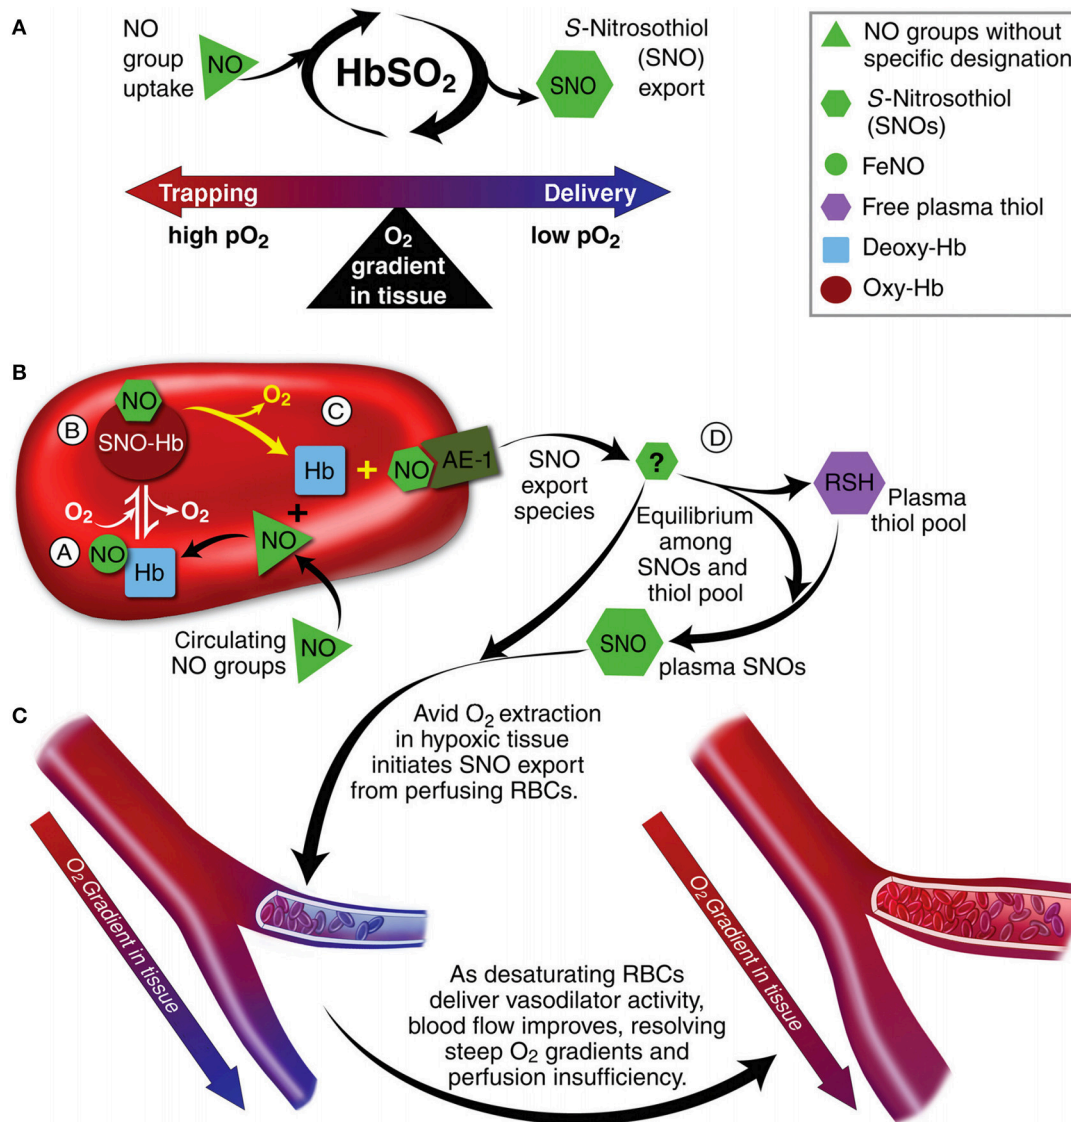 A
NO
group
uptake
NO
HbSO₂
S-Nitrosothiol
(SNO)
export
SNO
Trapping
Delivery
high pO₂
low pO₂
O₂
gradient
in tissue
NO groups without
specific designation
S-Nitrosothiol
(SNOs)
FeNO
Free plasma thiol
Deoxy-Hb
Oxy-Hb
B
NO
B
SNO-Hb
O₂
C
Hb
+
NO
AE-1
O₂
O₂
+
A
NO
Hb
NO
Circulating
NO groups
NO
SNO
export
species
?
D
RSH
Plasma
thiol pool
Equilibrium
among
SNOs and
thiol pool
SNO
plasma SNOs
C
Avid O₂ extraction
in hypoxic tissue
initiates SNO export
from perfusing RBCs.
O₂ Gradient in tissue
O₂ Gradient in tissue
As desaturating RBCs
deliver vasodilator activity,
blood flow improves, resolving
steep O₂ gradients and
perfusion insufficiency.